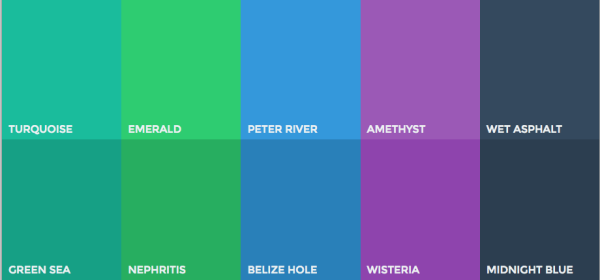 TURQUOISE
EMERALD
PETER RIVER
AMETHYST
WET ASPHALT
GREEN SEA
NEPHRITIS
BELIZE HOLE
WISTERIA
MIDNIGHT BLUE